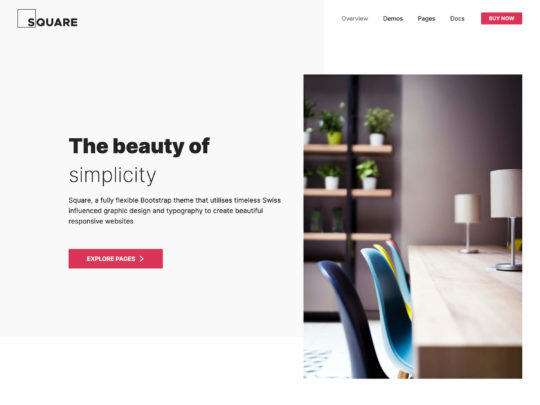 SQUARE
Overview Demos Pages Docs BUY NOW
The beauty of
simplicity
Square, a fully flexible Bootstrap theme that utilises timeless Swiss
influenced graphic design and typography to create beautiful
responsive websites
EXPLORE PAGES